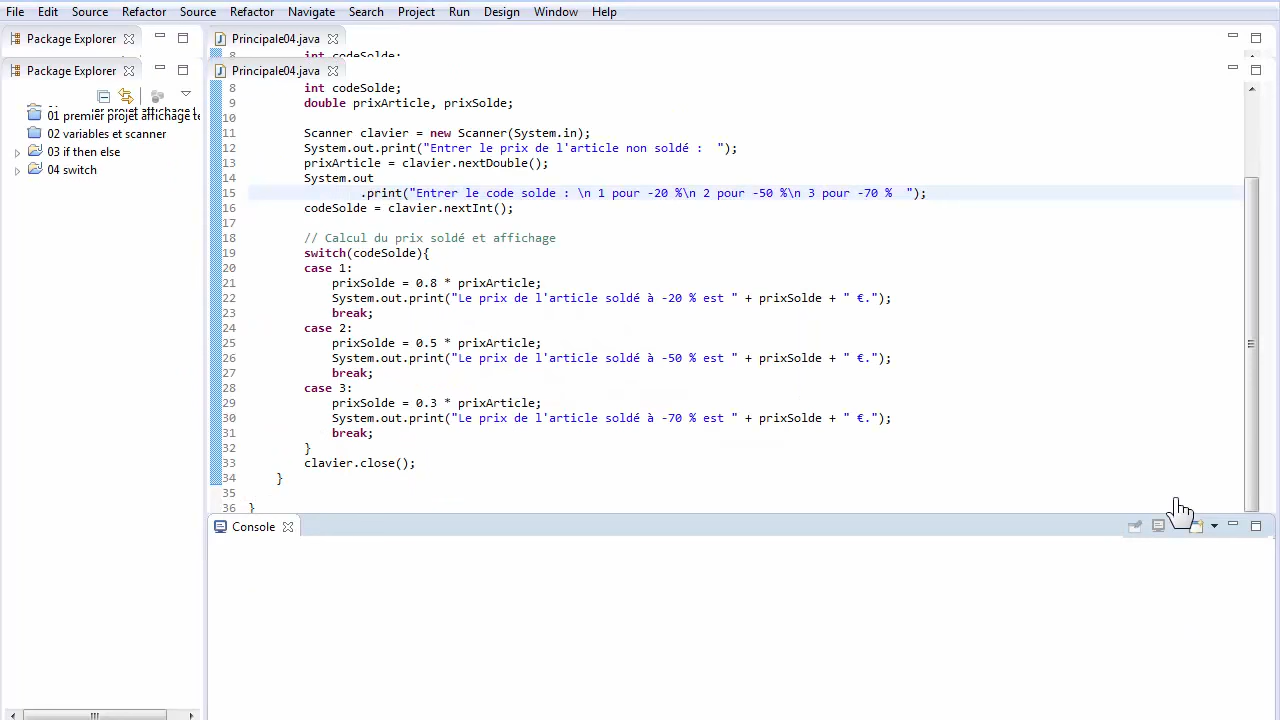 File Edit Source Refactor Source Refactor Navigate Search Project Run Design Window Help
Package Explorer
Principale04.java
int codeSolde;
Package Explorer
Principale04.java
8 int codeSolde;
9 double prixArticle, prixSolde;
10
11 Scanner clavier = new Scanner(System.in);
12 System.out.print("Entrer le prix de l'article non soldé :  ");
13 prixArticle = clavier.nextDouble();
14 System.out
15 .print("Entrer le code solde : \n 1 pour -20 %\n 2 pour -50 %\n 3 pour -70 %  ");
16 codeSolde = clavier.nextInt();
17
18 // Calcul du prix soldé et affichage
19 switch(codeSolde){
20 case 1:
21 prixSolde = 0.8 * prixArticle;
22 System.out.print("Le prix de l'article soldé à -20 % est " + prixSolde + " €.");
23 break;
24 case 2:
25 prixSolde = 0.5 * prixArticle;
26 System.out.print("Le prix de l'article soldé à -50 % est " + prixSolde + " €.");
27 break;
28 case 3:
29 prixSolde = 0.3 * prixArticle;
30 System.out.print("Le prix de l'article soldé à -70 % est " + prixSolde + " €.");
31 break;
32 }
33 clavier.close();
34 }
35
36 }
01 premier projet affichage te
02 variables et scanner
03 if then else
04 switch
Console